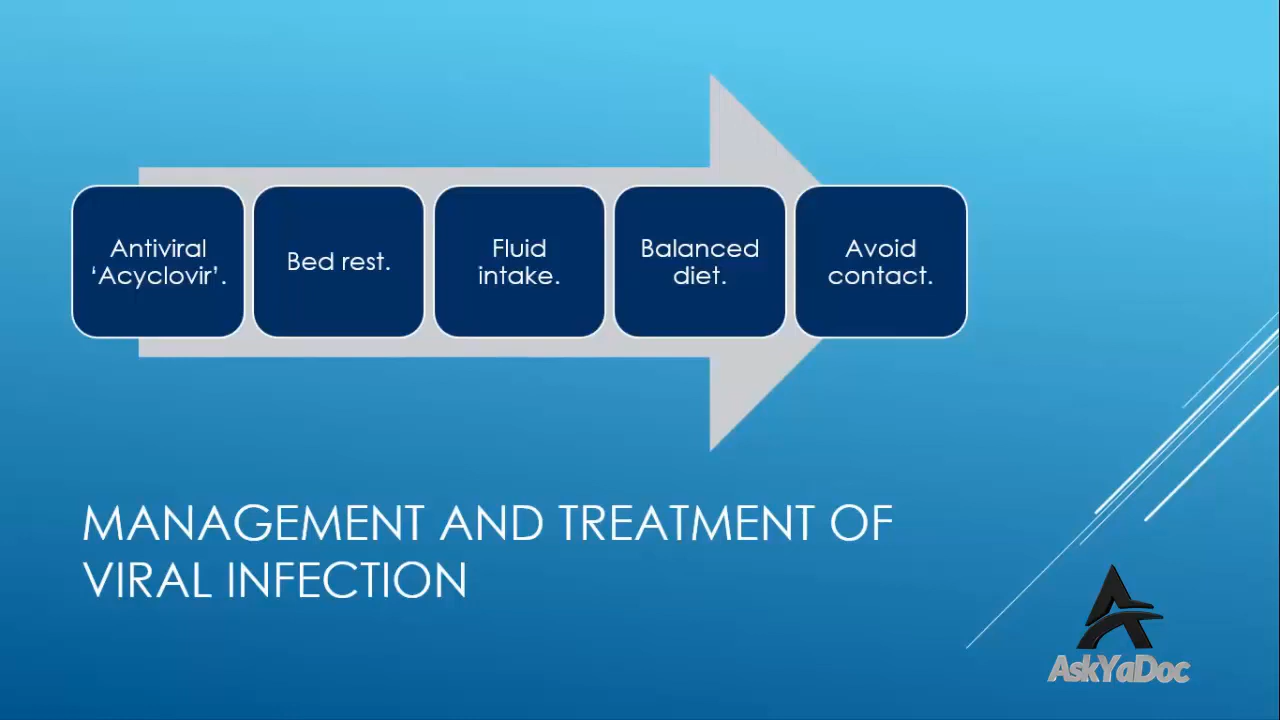 Antiviral
‘Acyclovir’.
Bed rest.
Fluid
intake.
Balanced
diet.
Avoid
contact.
MANAGEMENT AND TREATMENT OF
VIRAL INFECTION
AskYaDoc